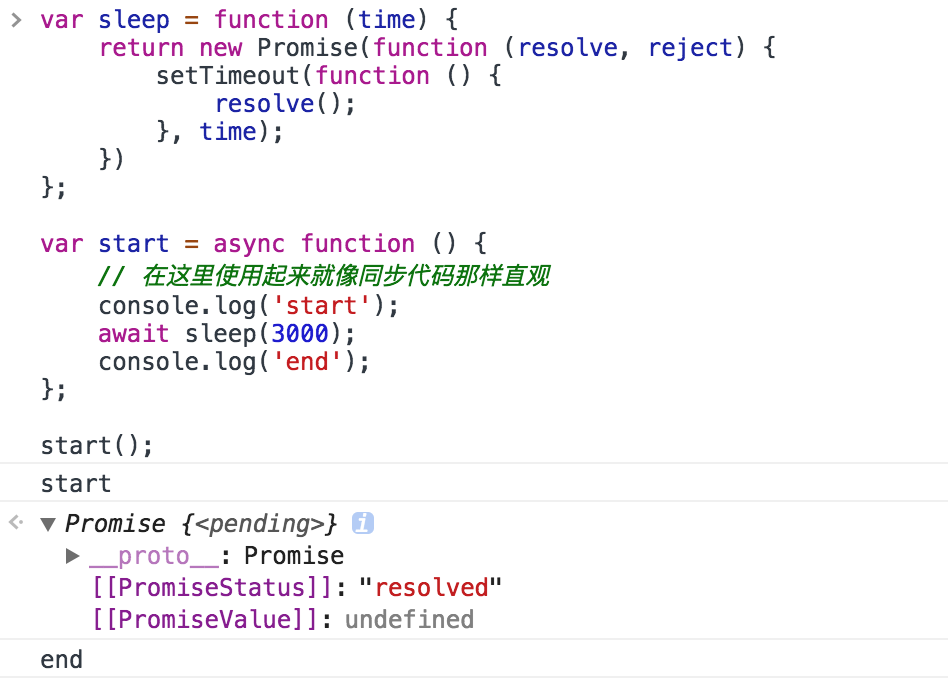 var sleep = function (time) {
    return new Promise(function (resolve, reject) {
        setTimeout(function () {
            resolve();
        }, time);
    })
};
var start = async function () {
    // 在这里使用起来就像同步代码那样直观
    console.log('start');
    await sleep(3000);
    console.log('end');
};
start();
start
Promise {<pending>} i
__proto__: Promise
[[PromiseStatus]]: "resolved"
[[PromiseValue]]: undefined
end